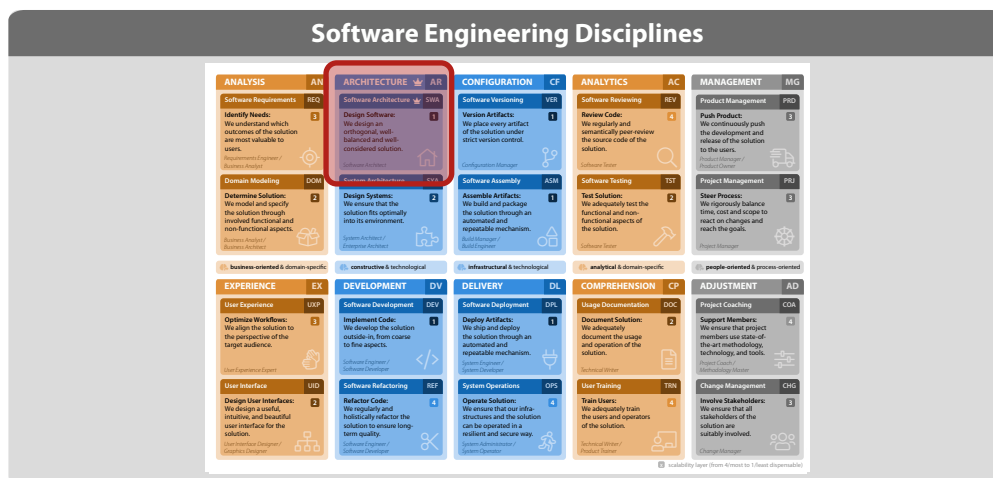 Software Engineering Disciplines
ANALYSIS AN
Software Requirements REQ
Identify Needs: 3
We understand which
outcomes of the solution
are most valuable to
users.
Requirements Engineer /
Business Analyst
Domain Modeling DOM
Determine Solution: 2
We model and specify
the solution through
involved functional and
non-functional aspects.
Business Analyst /
Business Architect
business-oriented & domain-specific
ARCHITECTURE AR
Software Architecture SWA
Design Software: 1
We design an
orthogonal, well-
balanced and well-
considered solution.
Software Architect
System Architecture SYA
Design Systems: 2
We ensure that the
solution fits optimally
into its environment.
System Architect /
Enterprise Architect
constructive & technological
CONFIGURATION CF
Software Versioning VER
Version Artifacts: 1
We place every artifact
of the solution under
strict version control.
Configuration Manager
Software Assembly ASM
Assemble Artifacts: 1
We build and package
the solution through an
automated and
repeatable mechanism.
Build Manager /
Build Engineer
infrastructural & technological
ANALYTICS AC
Software Reviewing REV
Review Code: 4
We regularly and
semantically peer-review
the source code of the
solution.
Software Tester
Software Testing TST
Test Solution: 2
We adequately test the
functional and non-
functional aspects of
the solution.
Software Tester
analytical & domain-specific
MANAGEMENT MG
Product Management PRD
Push Product: 3
We continuously push
the development and
release of the solution
to the users.
Product Manager /
Product Owner
Project Management PRJ
Steer Process: 3
We rigorously balance
time, cost and scope to
react on changes and
reach the goals.
Project Manager
people-oriented & process-oriented
EXPERIENCE EX
User Experience UXP
Optimize Workflows: 3
We align the solution to
the perspective of the
target audience.
User Experience Expert
User Interface UID
Design User Interfaces: 2
We design a useful,
intuitive, and beautiful
user interface for the
solution.
User Interface Designer /
Graphics Designer
DEVELOPMENT DV
Software Development DEV
Implement Code: 1
We develop the solution
outside-in, from coarse
to fine aspects.
Software Engineer /
Software Developer
Software Refactoring REF
Refactor Code: 4
We regularly and
holistically refactor the
solution to ensure long-
term quality.
Software Engineer /
Software Developer
DELIVERY DL
Software Deployment DPL
Deploy Artifacts: 1
We ship and deploy
the solution through an
automated and
repeatable mechanism.
System Engineer /
System Developer
System Operations OPS
Operate Solution: 4
We ensure that our infra-
structures and the solution
can be operated in a
resilient and secure way.
System Administrator /
System Operator
COMPREHENSION CP
Usage Documentation DOC
Document Solution: 2
We adequately
document the usage
and operation of the
solution.
Technical Writer
User Training TRN
Train Users: 4
We adequately train
the users and operators
of the solution.
Technical Writer /
Product Trainer
ADJUSTMENT AD
Project Coaching COA
Support Members: 4
We ensure that project
members use state-of-
the-art methodology,
technology, and tools.
Project Coach /
Methodology Master
Change Management CHG
Involve Stakeholders: 3
We ensure that all
stakeholders of the
solution are
suitably involved.
Change Manager
scalability layer (from 4/most to 1/least dispensable)